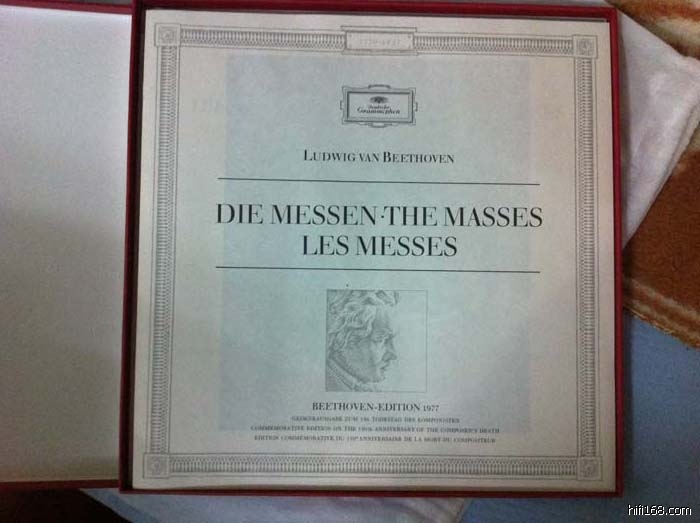 Deutsche
Grammophon
LUDWIG VAN BEETHOVEN
DIE MESSEN·THE MASSES
LES MESSES
BEETHOVEN-EDITION 1977
GEDENKAUSGABE ZUM 150. TODESTAG DES KOMPONISTEN
COMMEMORATIVE EDITION ON THE 150th ANNIVERSARY OF THE COMPOSER'S DEATH
EDITION COMMEMORATIVE DU 150e ANNIVERSAIRE DE LA MORT DU COMPOSITEUR
hifi168.com